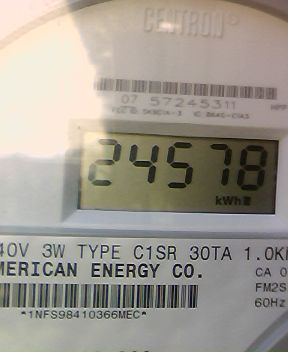 CENTRON®
07 57245311
24578
kWh
40V 3W TYPE C1SR 30TA 1.0K
MERICAN ENERGY CO.
CA 0
FM2S
60Hz
*1NFS98410366MEC*